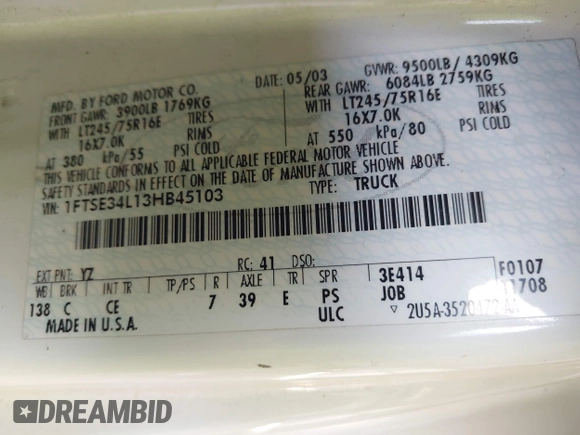 MFD. BY FORD MOTOR CO.
DATE: 05/03 GVWR: 9500LB / 4309KG
FRONT GAWR: 3900LB 1769KG REAR GAWR: 6084LB 2759KG
WITH LT245/75R16E TIRES WITH LT245/75R16E TIRES
16X7.0K RIMS 16X7.0K RIMS
AT 380 kPa/55 PSI COLD AT 550 kPa/80 PSI COLD
THIS VEHICLE CONFORMS TO ALL APPLICABLE FEDERAL MOTOR VEHICLE
SAFETY STANDARDS IN EFFECT ON THE DATE OF MANUFACTURE SHOWN ABOVE.
VIN: 1FTSE34L13HB45103 TYPE: TRUCK
EXT PNT: YZ RC: 41 DSO:
WB BRK INT TR TP/PS R AXLE TR SPR 3E414 F0107
138 C CE 7 39 E PS JOB T1708
MADE IN U.S.A. ULC ▽ 2U5A-3520472-AA
DREAMBID